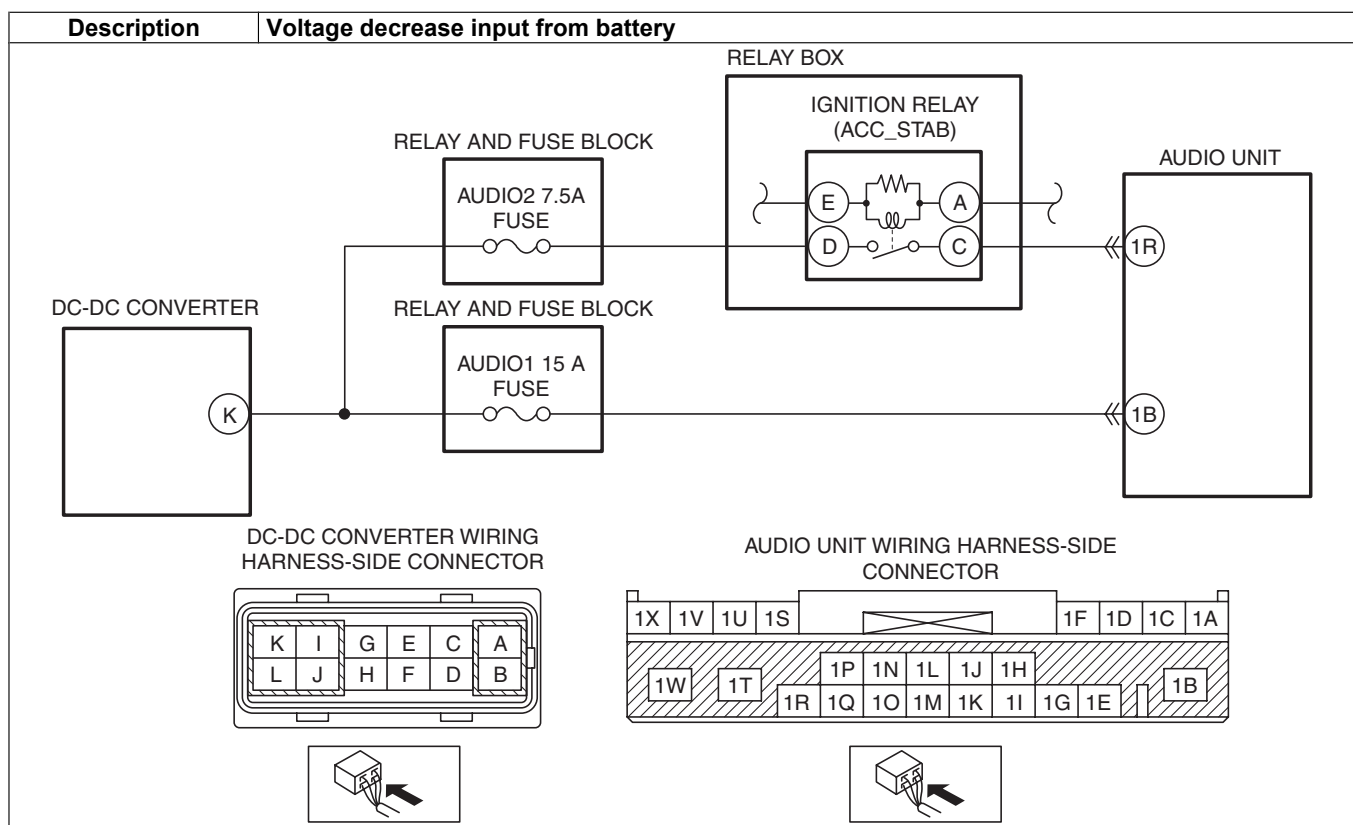 Description Voltage decrease input from battery
RELAY BOX
IGNITION RELAY
(ACC_STAB)
RELAY AND FUSE BLOCK
AUDIO UNIT
AUDIO2 7.5A
FUSE
E A
D C 1R
DC-DC CONVERTER
RELAY AND FUSE BLOCK
AUDIO1 15 A
FUSE
K 1B
DC-DC CONVERTER WIRING
HARNESS-SIDE CONNECTOR
K I G E C A
L J H F D B
AUDIO UNIT WIRING HARNESS-SIDE
CONNECTOR
1X 1V 1U 1S 1F 1D 1C 1A
1P 1N 1L 1J 1H
1W 1T 1B
1R 1Q 1O 1M 1K 1I 1G 1E